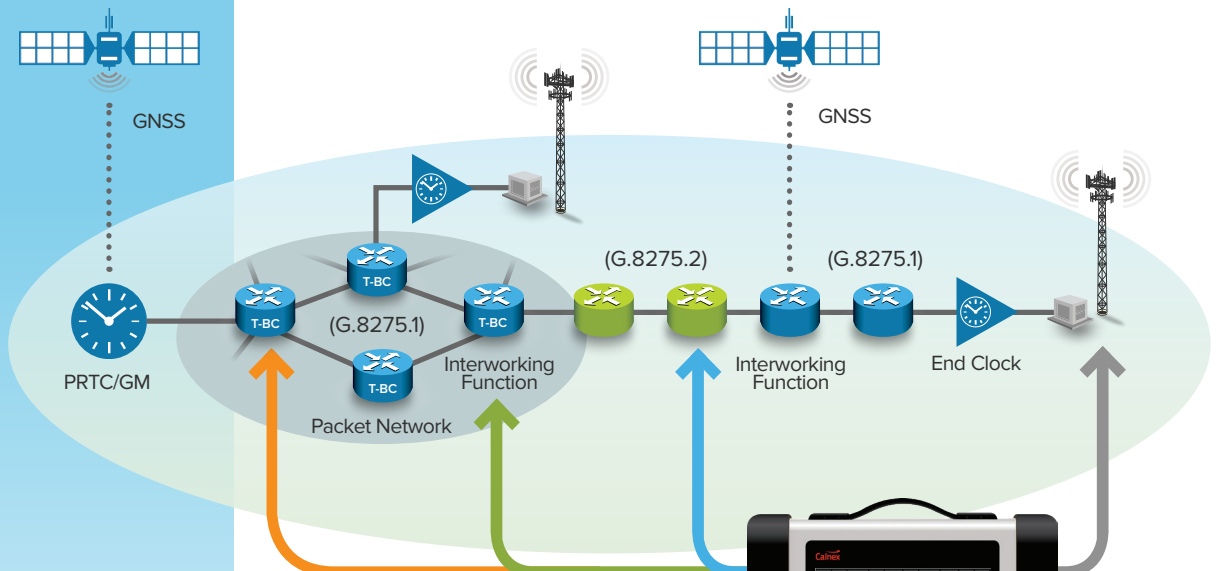 GNSS
GNSS
(G.8275.2)
(G.8275.1)
T-BC
T-BC
(G.8275.1)
T-BC
T-BC
PRTC/GM
Interworking
Function
Interworking
Function
End Clock
Packet Network
Calnex